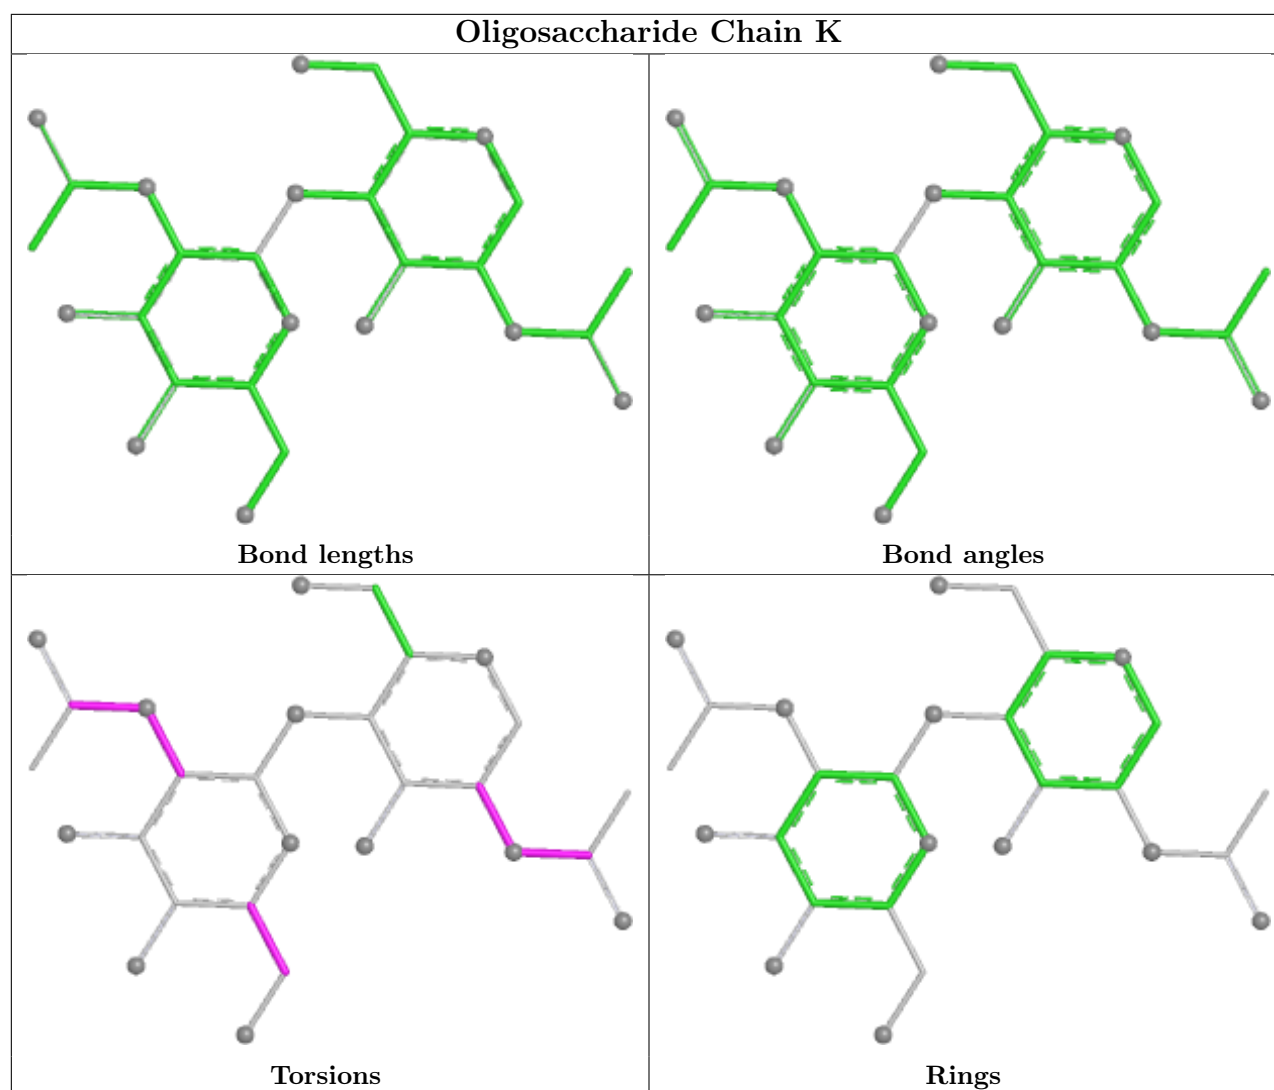 Oligosaccharide Chain K
Bond lengths
Bond angles
Torsions
Rings